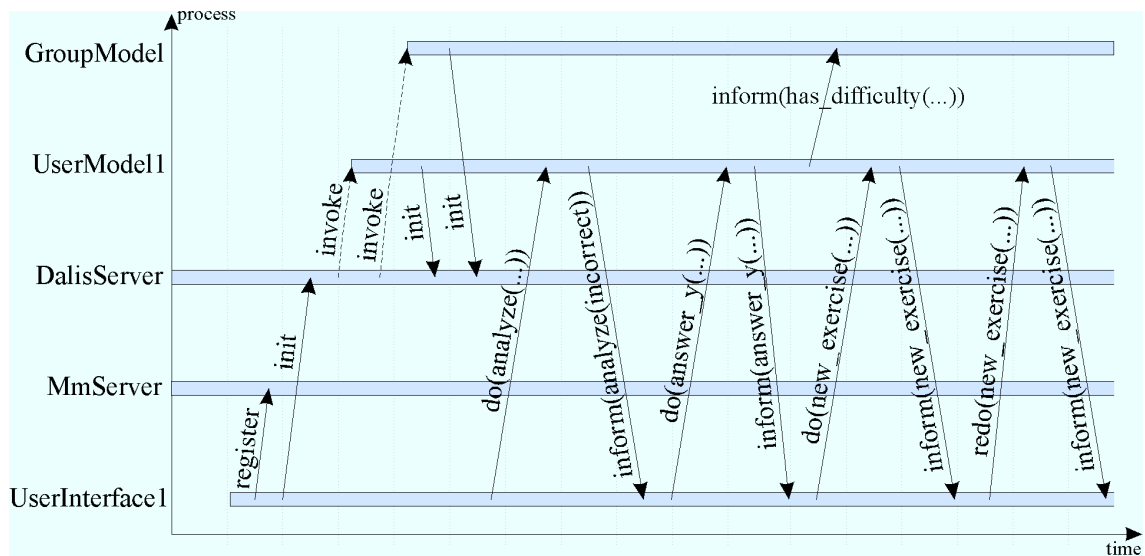 process
GroupModel
inform(has_difficulty(...))
UserModel1
invoke
invoke
init
init
do(analyze(...))
inform(analyze(incorrect))
do(answer_y(...))
inform(answer_y(...))
do(new_exercise(...))
inform(new_exercise(...))
redo(new_exercise(...))
inform(new_exercise(...))
DalisServer
init
MmServer
register
UserInterface1
time